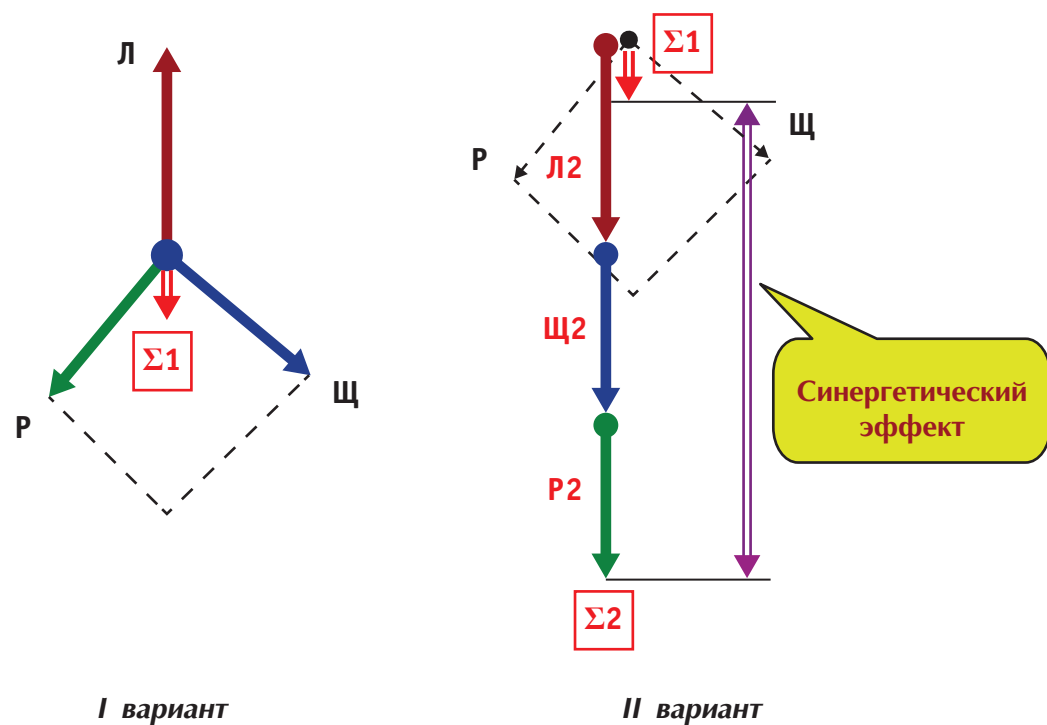 Л
Σ1
Р
Щ
I вариант
Σ1
Щ
Р
Л2
Щ2
Синергетический
эффект
Р2
Σ2
II вариант